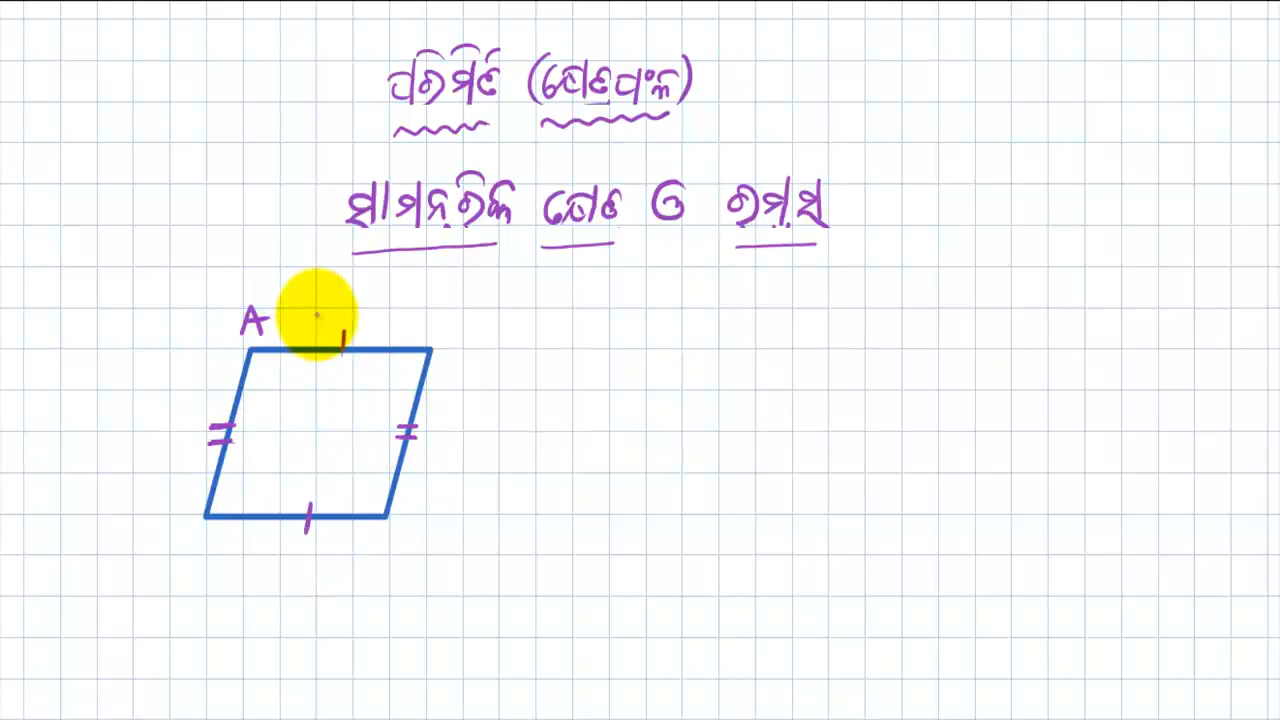 ପରିମିତି (କ୍ଷେତ୍ରଫଳ)
ସାମାନ୍ତରିକ କ୍ଷେତ୍ର ଓ ରମ୍ବସ
A